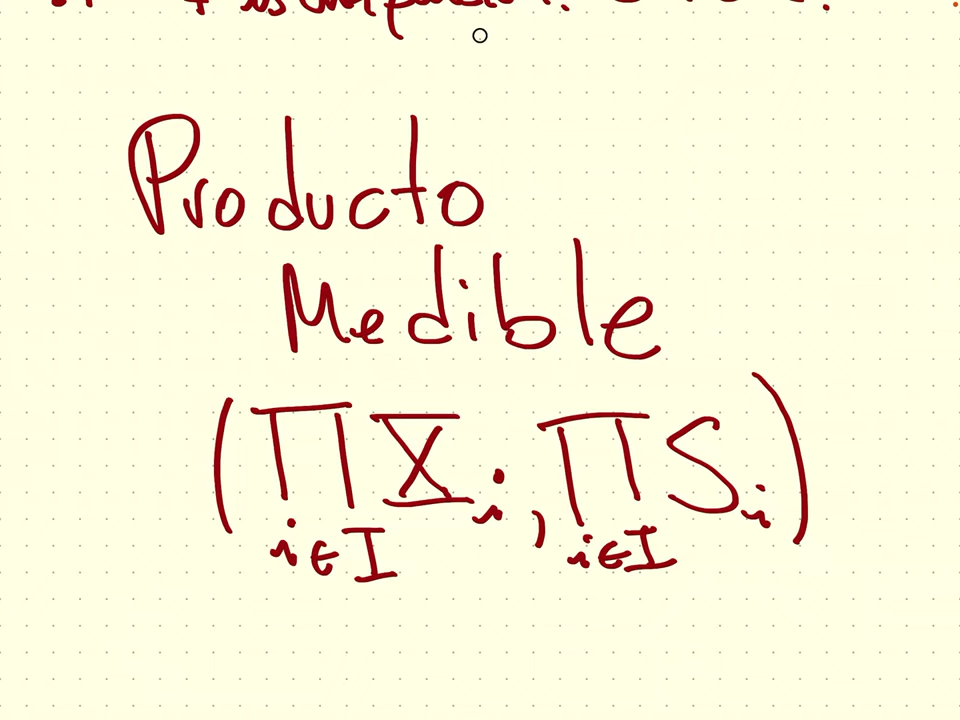 Producto
Medible
(∏ X_i, ∏ S_i)
i∈I i∈I